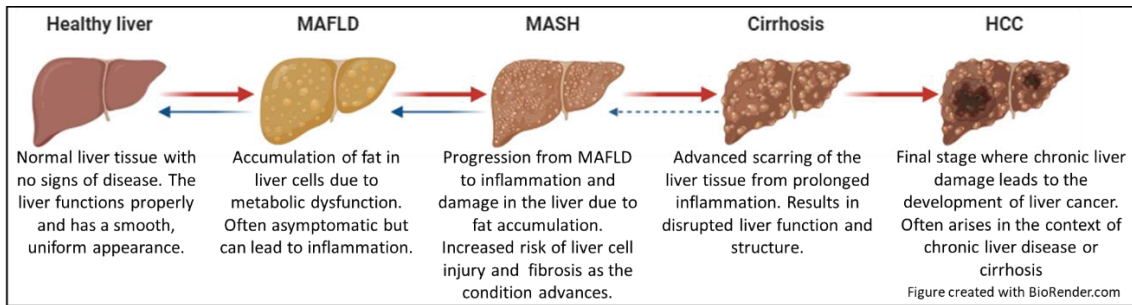 Healthy liver
MAFLD
MASH
Cirrhosis
HCC
Normal liver tissue with
no signs of disease. The
liver functions properly
and has a smooth,
uniform appearance.
Accumulation of fat in
liver cells due to
metabolic dysfunction.
Often asymptomatic but
can lead to inflammation.
Progression from MAFLD
to inflammation and
damage in the liver due to
fat accumulation.
Increased risk of liver cell
injury and fibrosis as the
condition advances.
Advanced scarring of the
liver tissue from prolonged
inflammation. Results in
disrupted liver function and
structure.
Final stage where chronic liver
damage leads to the
development of liver cancer.
Often arises in the context of
chronic liver disease or
cirrhosis
Figure created with BioRender.com